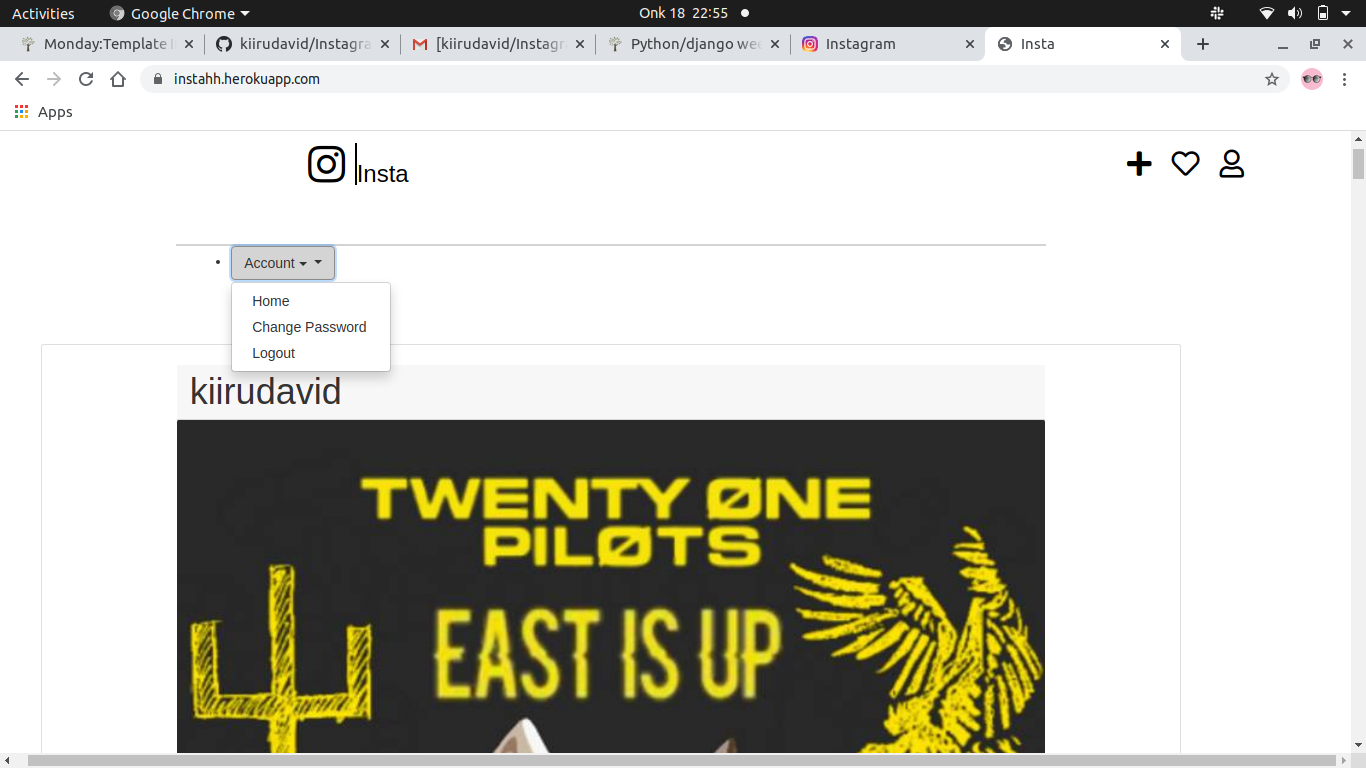 Activities Google Chrome Onk 18 22:55
Monday:Template kiirudavid/Instagra [kiirudavid/Instagr Python/django wee Instagram Insta
instahh.herokuapp.com
Apps
Insta
Account
Home
Change Password
Logout
kiirudavid
TWENTY ØNE
PILØTS
EAST IS UP